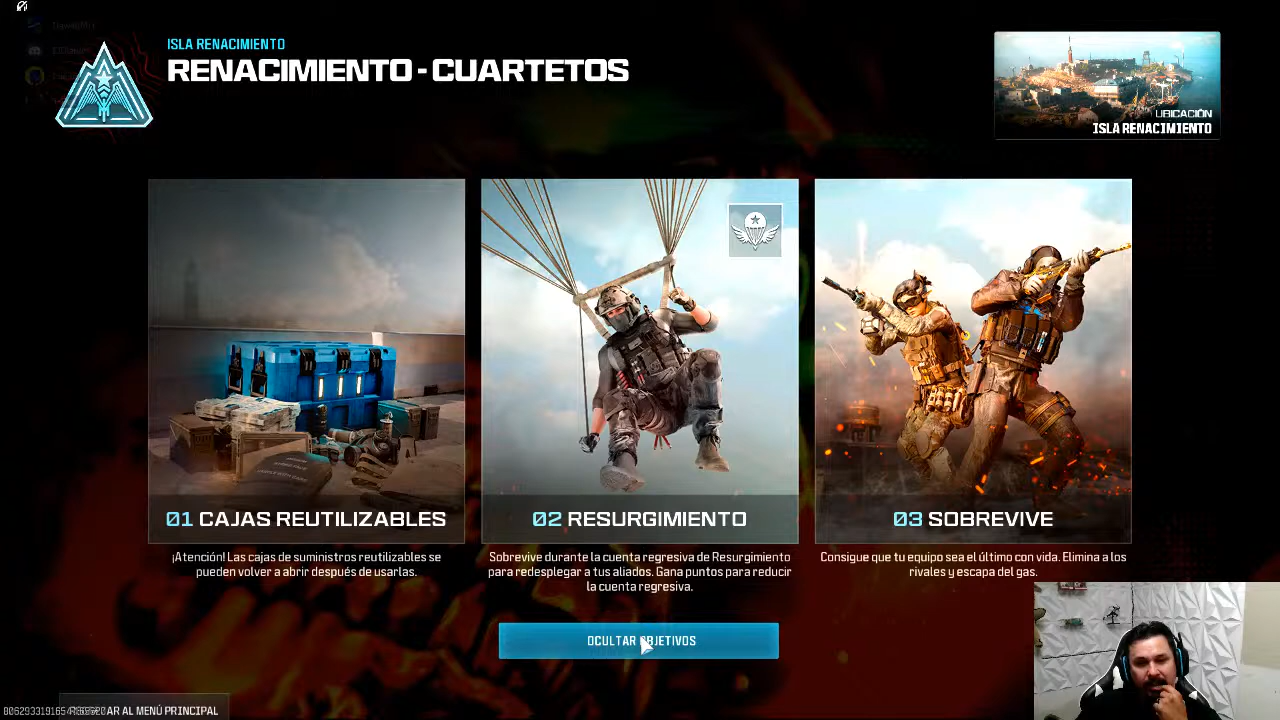 ISLA RENACIMIENTO
RENACIMIENTO - CUARTETOS
UBICACIÓN
ISLA RENACIMIENTO
01 CAJAS REUTILIZABLES
¡Atención! Las cajas de suministros reutilizables se
pueden volver a abrir después de usarlas.
02 RESURGIMIENTO
Sobrevive durante la cuenta regresiva de Resurgimiento
para redesplegar a tus aliados. Gana puntos para reducir
la cuenta regresiva.
03 SOBREVIVE
Consigue que tu equipo sea el último con vida. Elimina a los
rivales y escapa del gas.
OCULTAR OBJETIVOS
AR AL MENÚ PRINCIPAL